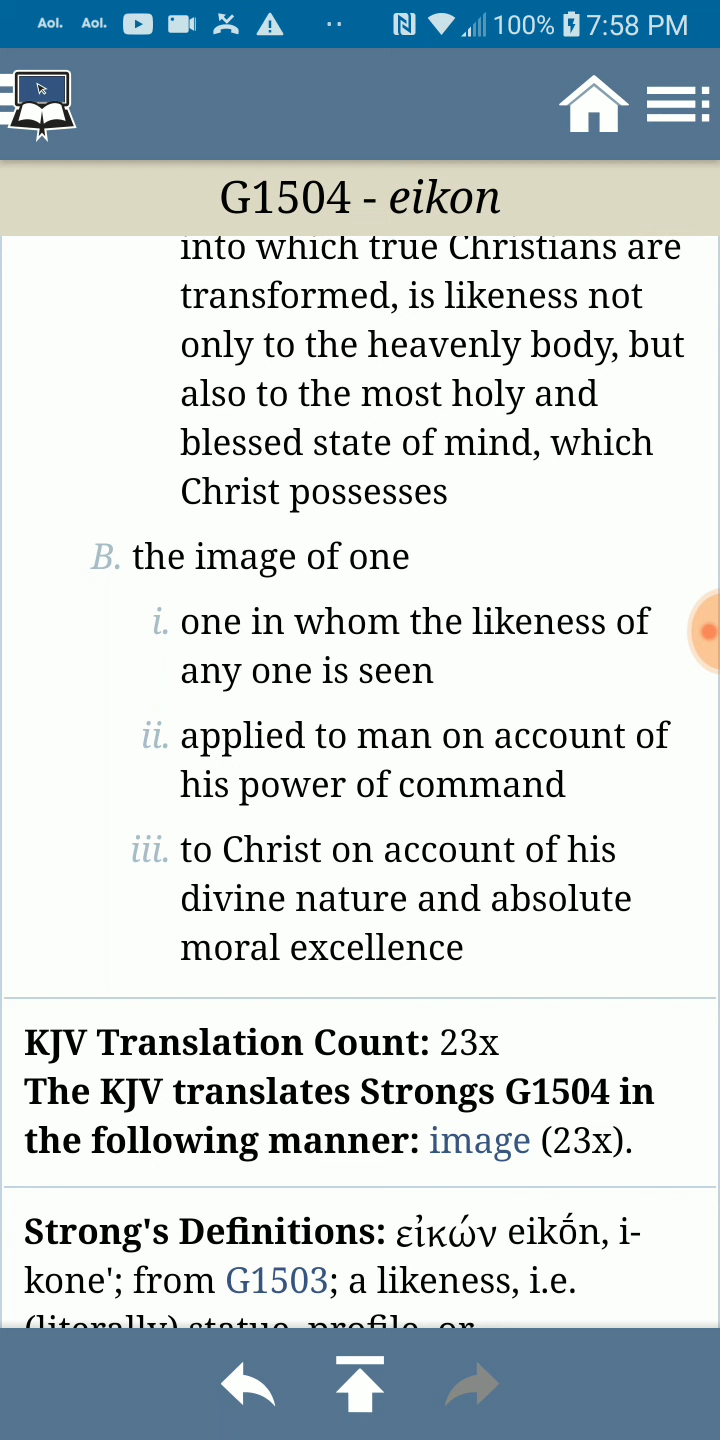 Aol. Aol. 100% 7:58 PM
G1504 - eikon
into which true Christians are
transformed, is likeness not
only to the heavenly body, but
also to the most holy and
blessed state of mind, which
Christ possesses
B. the image of one
i. one in whom the likeness of
any one is seen
ii. applied to man on account of
his power of command
iii. to Christ on account of his
divine nature and absolute
moral excellence
KJV Translation Count: 23x
The KJV translates Strongs G1504 in
the following manner: image (23x).
Strong's Definitions: εἰκών eikṓn, i-
kone'; from G1503; a likeness, i.e.
(literally) statue, profile, or